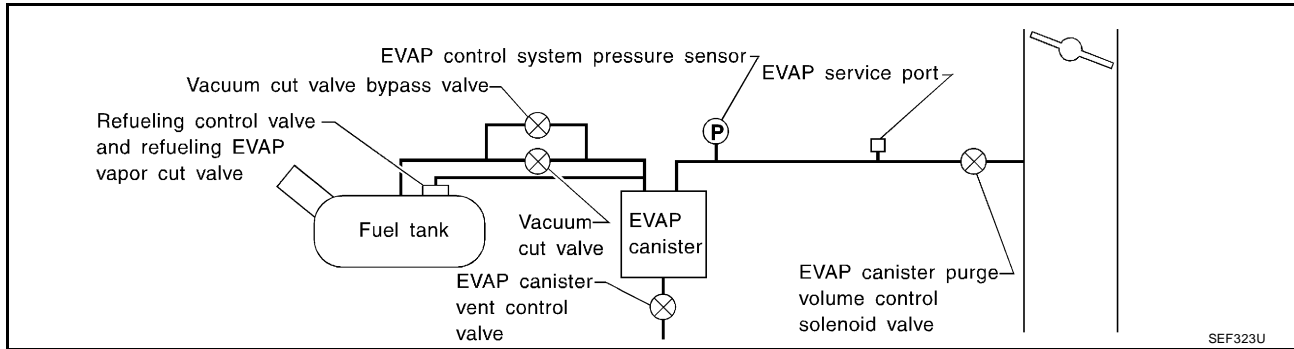 EVAP control system pressure sensor
Vacuum cut valve bypass valve
EVAP service port
Refueling control valve
and refueling EVAP
vapor cut valve
P
Fuel tank
Vacuum
cut valve
EVAP
canister
EVAP canister
vent control
valve
EVAP canister purge
volume control
solenoid valve
SEF323U